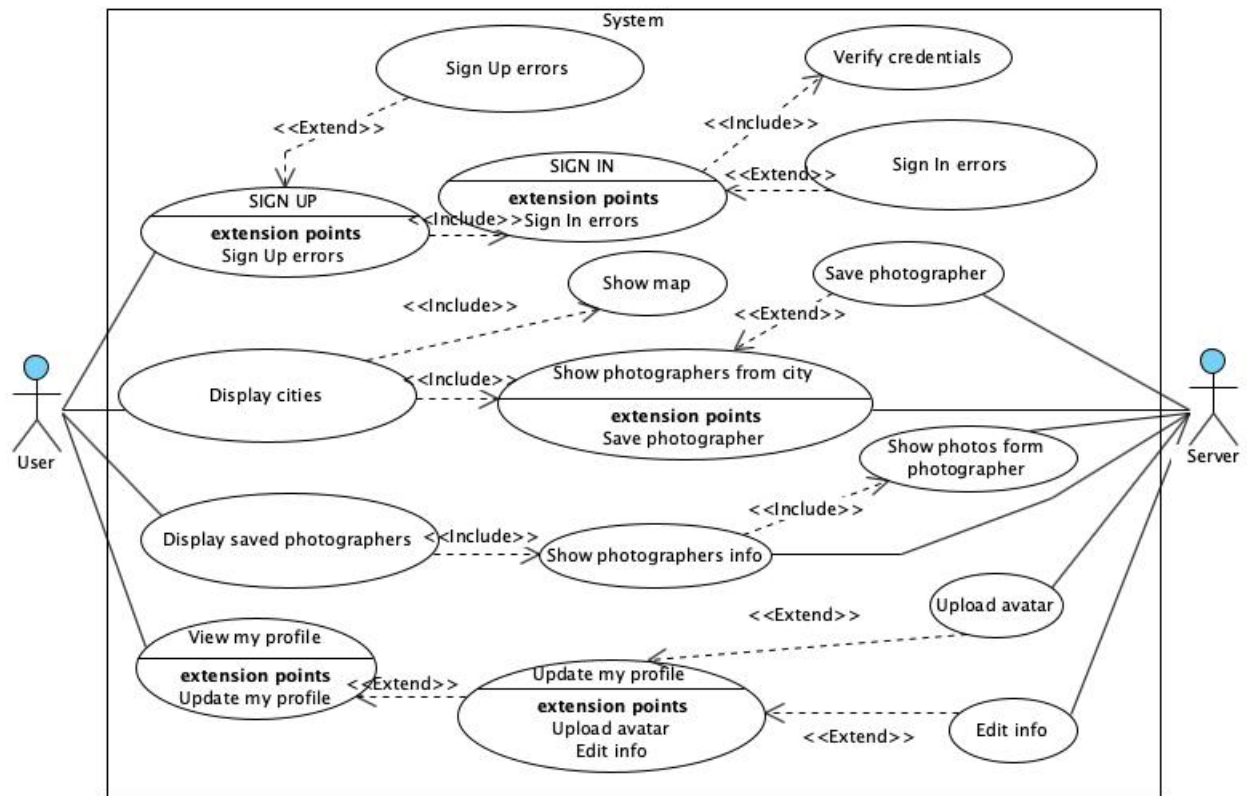 System
Sign Up errors
Verify credentials
<<Extend>>
<<Include>>
SIGN IN
extension points
Sign In errors
<<Extend>>
Sign In errors
SIGN UP
extension points
Sign Up errors
<<Include>>
Show map
<<Include>>
Save photographer
<<Extend>>
Display cities
<<Include>>
Show photographers from city
extension points
Save photographer
User
Server
Show photos form
photographer
<<Include>>
Display saved photographers
<<Include>>
Show photographers info
Upload avatar
<<Extend>>
View my profile
extension points
Update my profile
<<Extend>>
Update my profile
extension points
Upload avatar
Edit info
<<Extend>>
Edit info